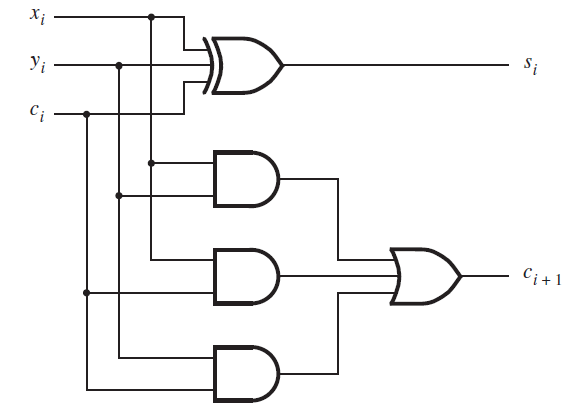 x_i
y_i
s_i
c_i
c_{i + 1}